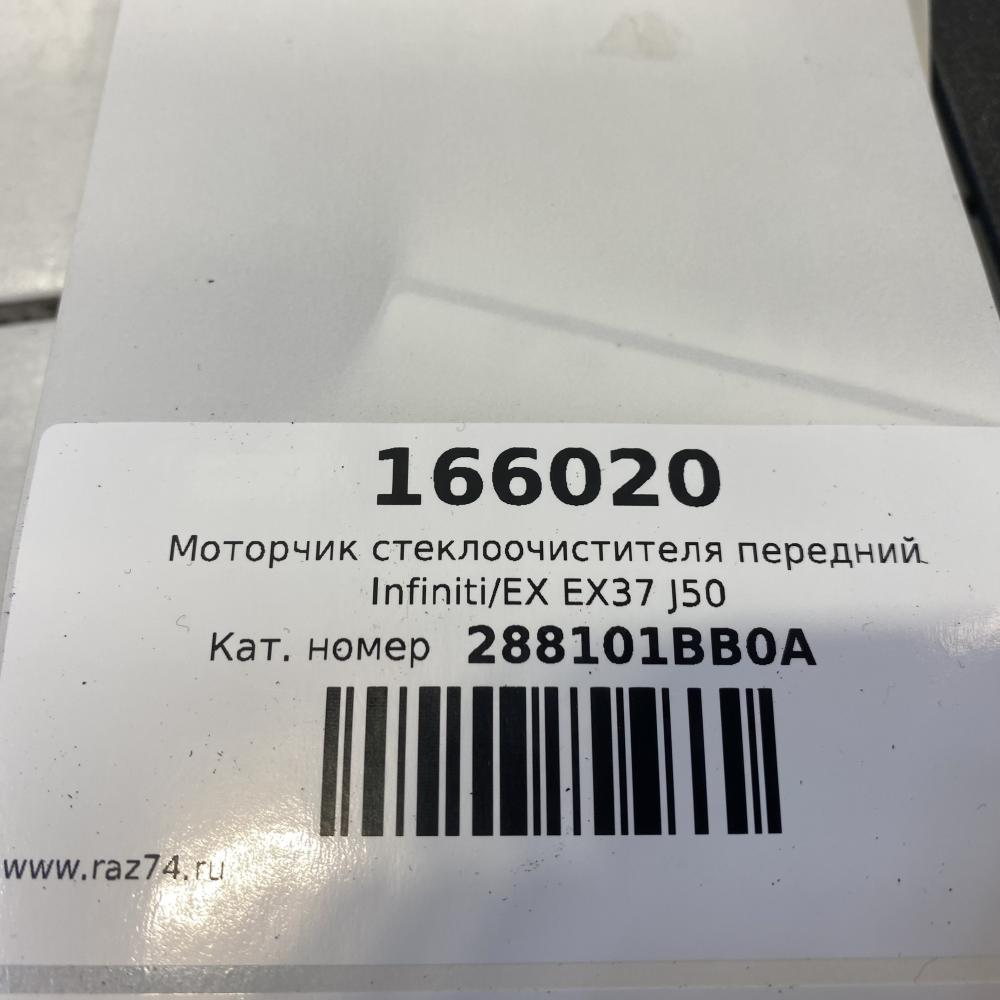 166020
Моторчик стеклоочистителя передний
Infiniti/EX EX37 J50
Кат. номер 288101BB0A
www.raz74.ru